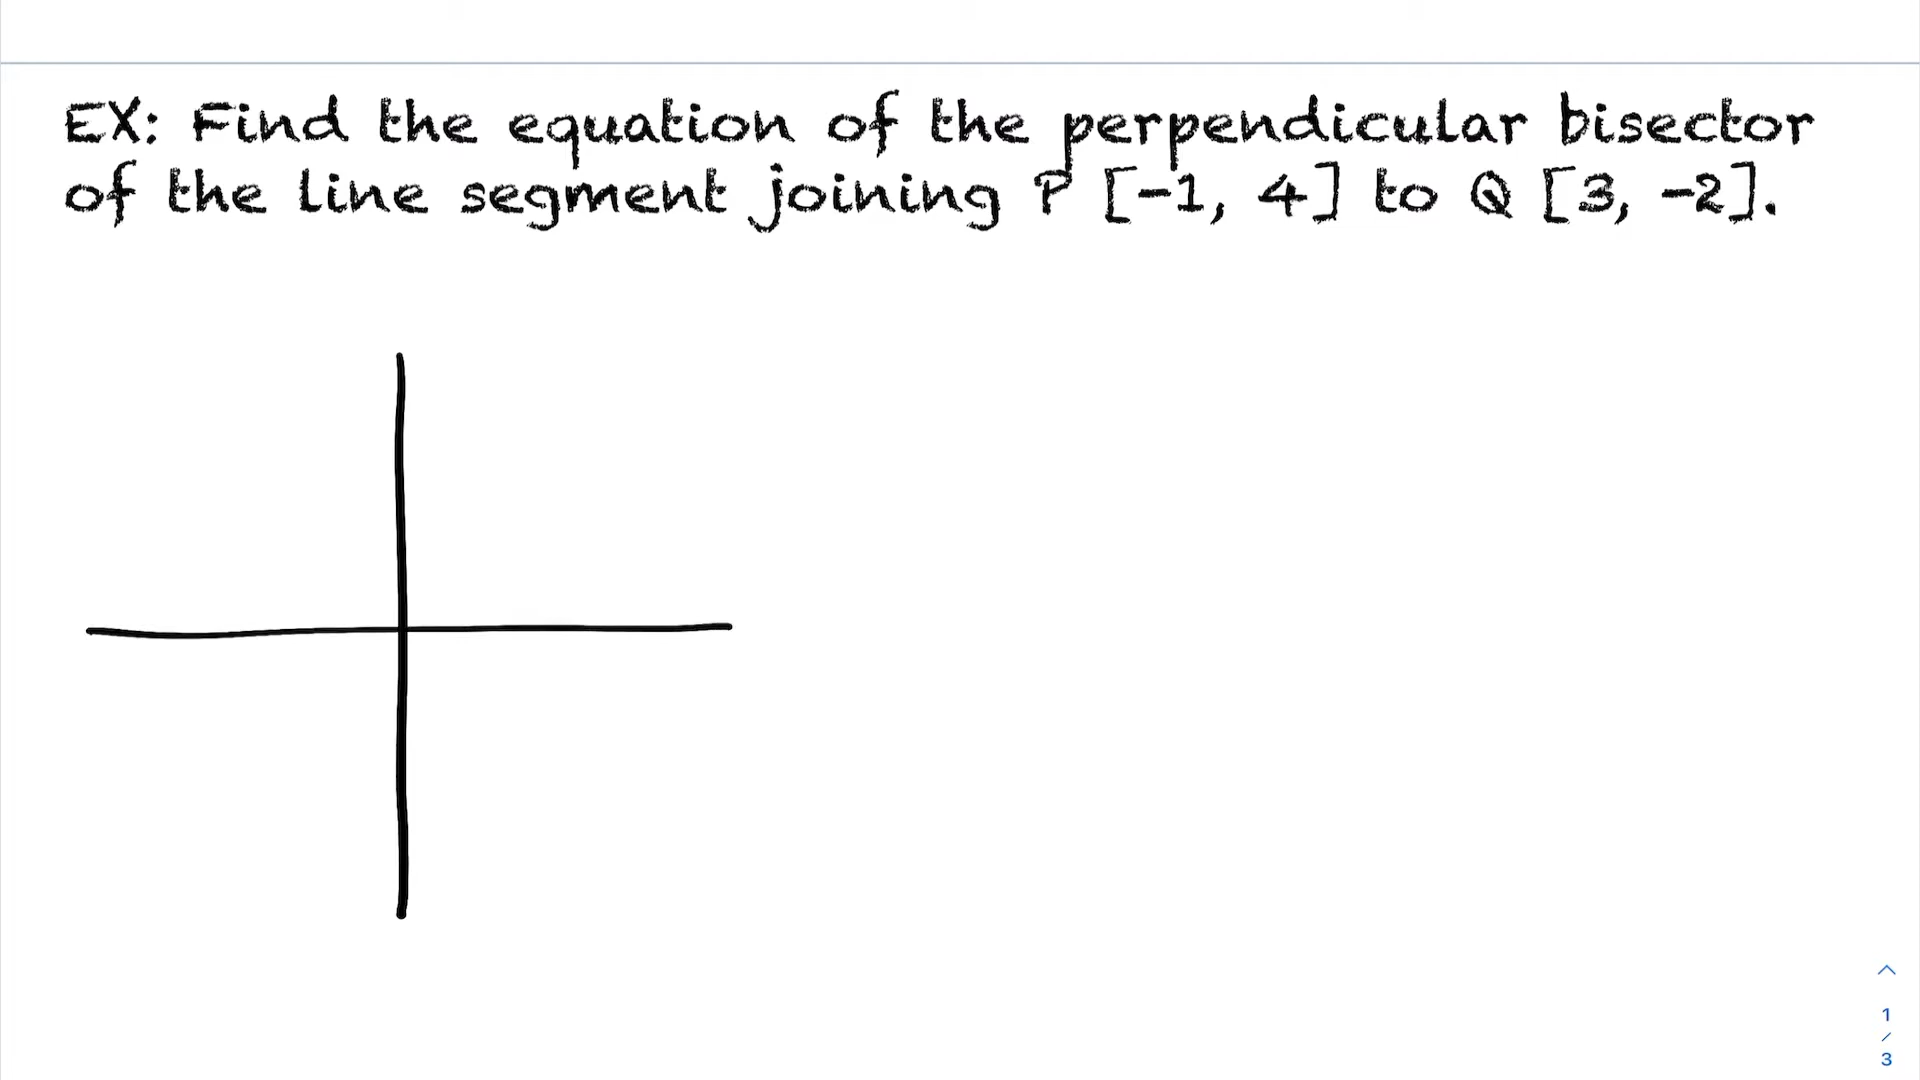 EX: Find the equation of the perpendicular bisector
of the line segment joining P [-1, 4] to Q [3, -2].
1
/
3